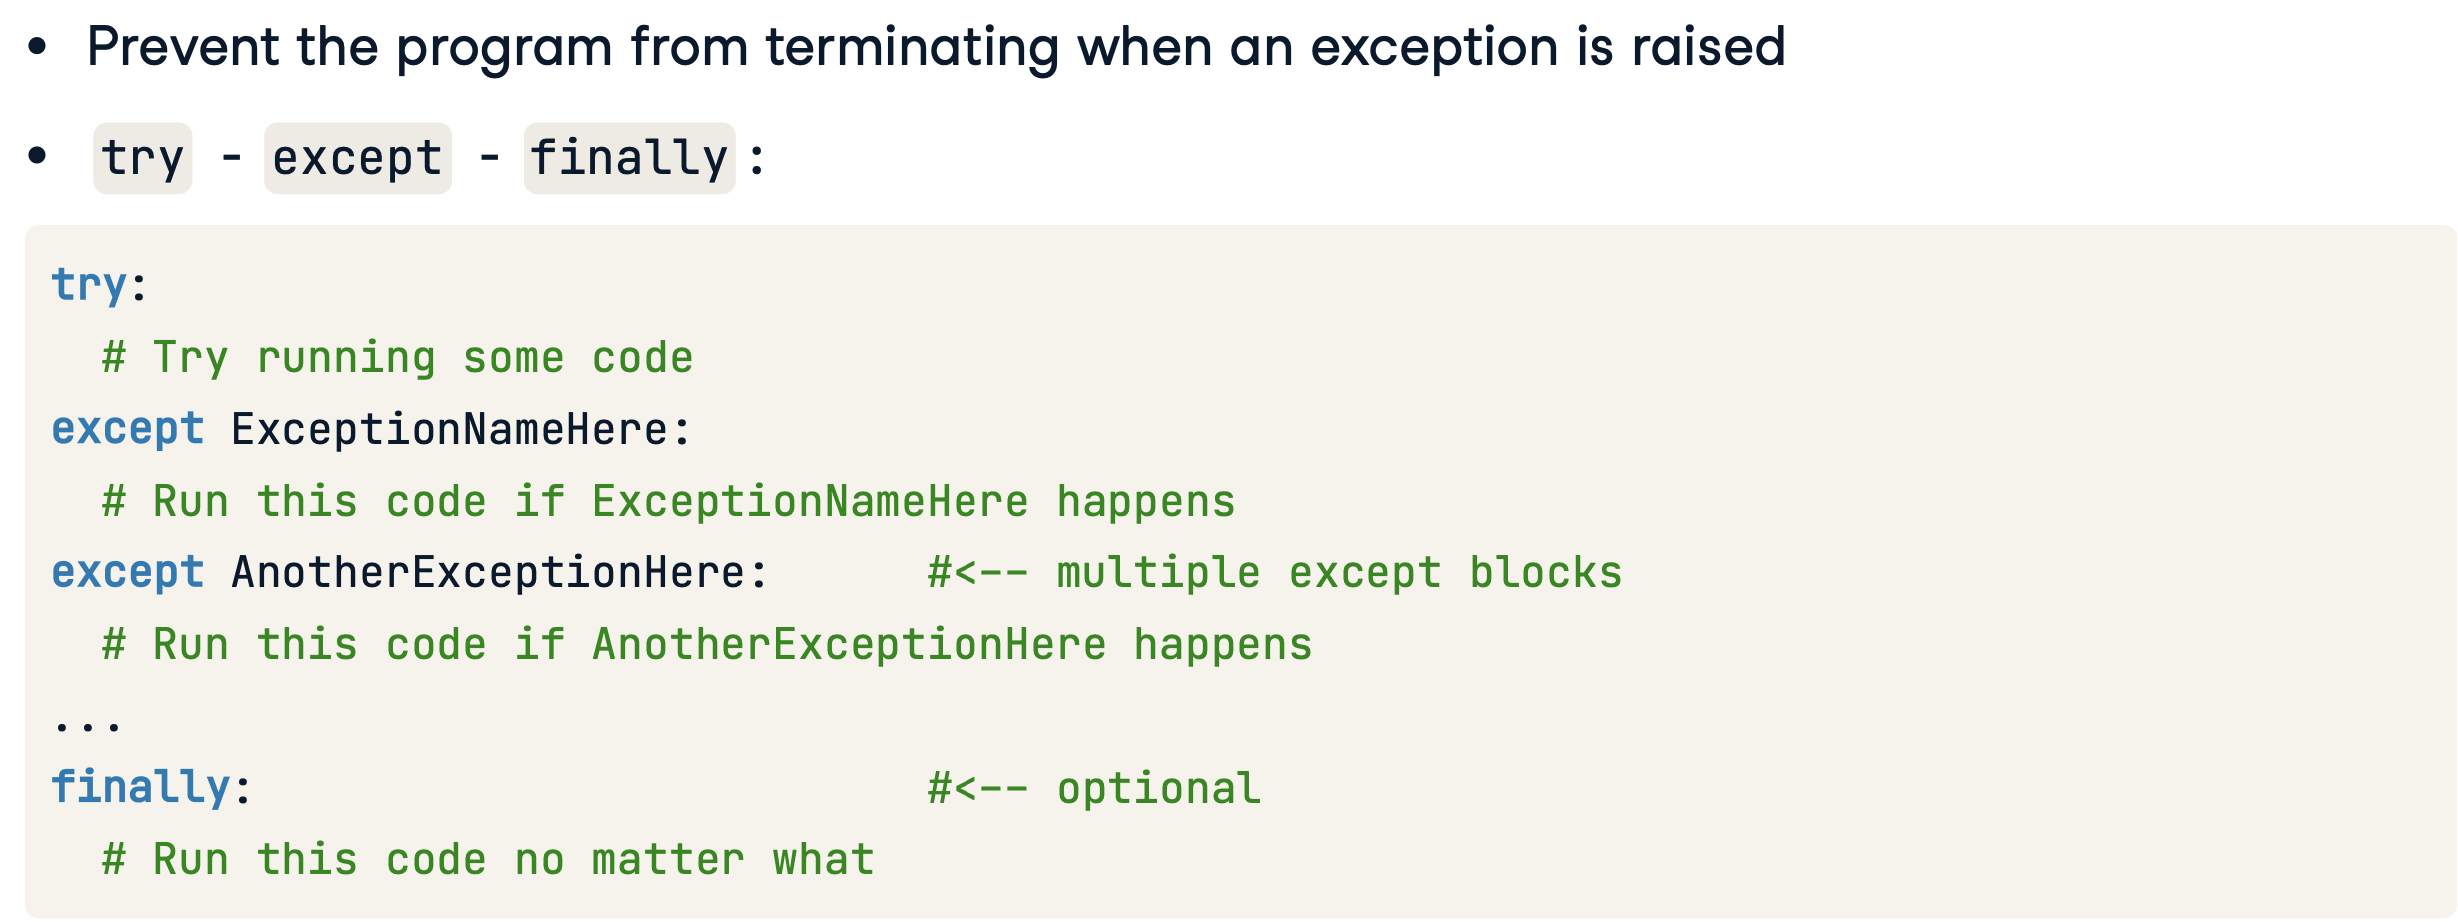 • Prevent the program from terminating when an exception is raised
• try - except - finally :
try:
  # Try running some code
except ExceptionNameHere:
  # Run this code if ExceptionNameHere happens
except AnotherExceptionHere:      #<-- multiple except blocks
  # Run this code if AnotherExceptionHere happens
...
finally:                          #<-- optional
  # Run this code no matter what